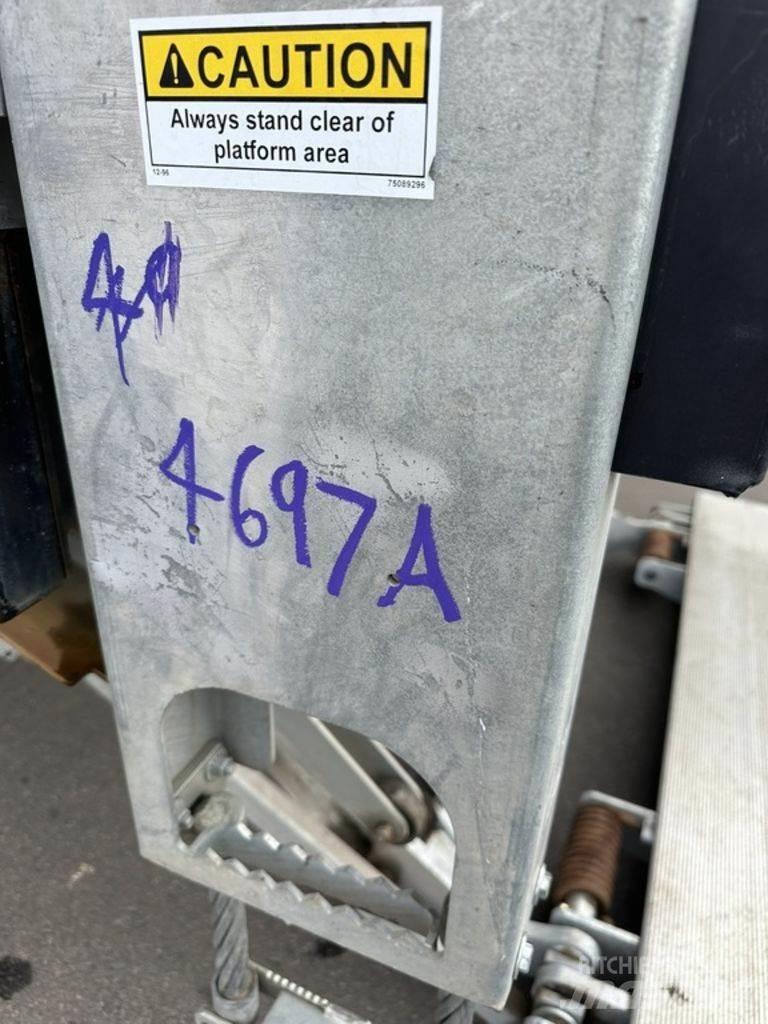 CAUTION
Always stand clear of
platform area
12-96 75089296
4697A